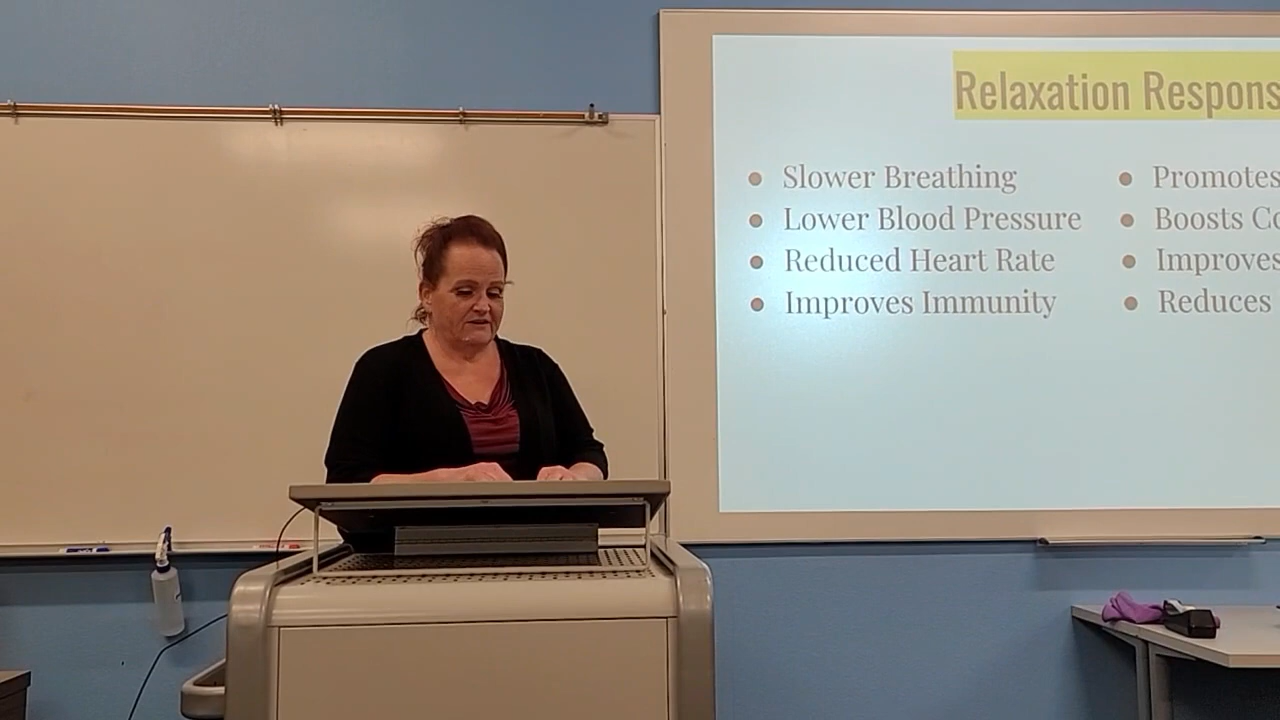 Relaxation Respons
• Slower Breathing
• Lower Blood Pressure
• Reduced Heart Rate
• Improves Immunity
• Promotes
• Boosts Co
• Improves
• Reduces